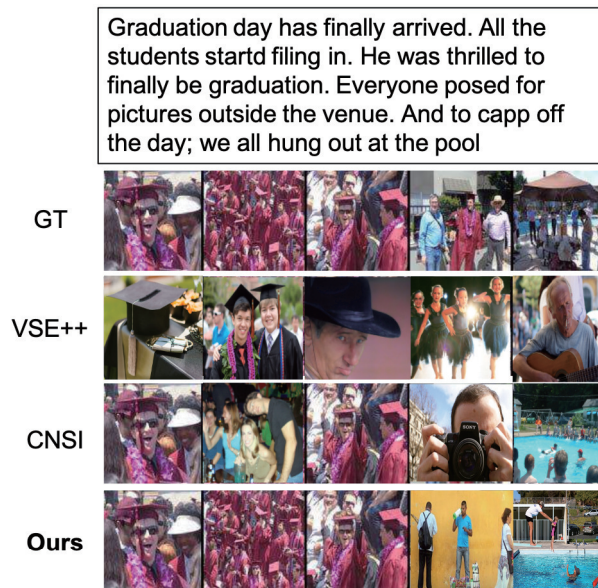 Graduation day has finally arrived. All the
students startd filing in. He was thrilled to
finally be graduation. Everyone posed for
pictures outside the venue. And to capp off
the day; we all hung out at the pool
GT
VSE++
CNSI
SONY
Ours